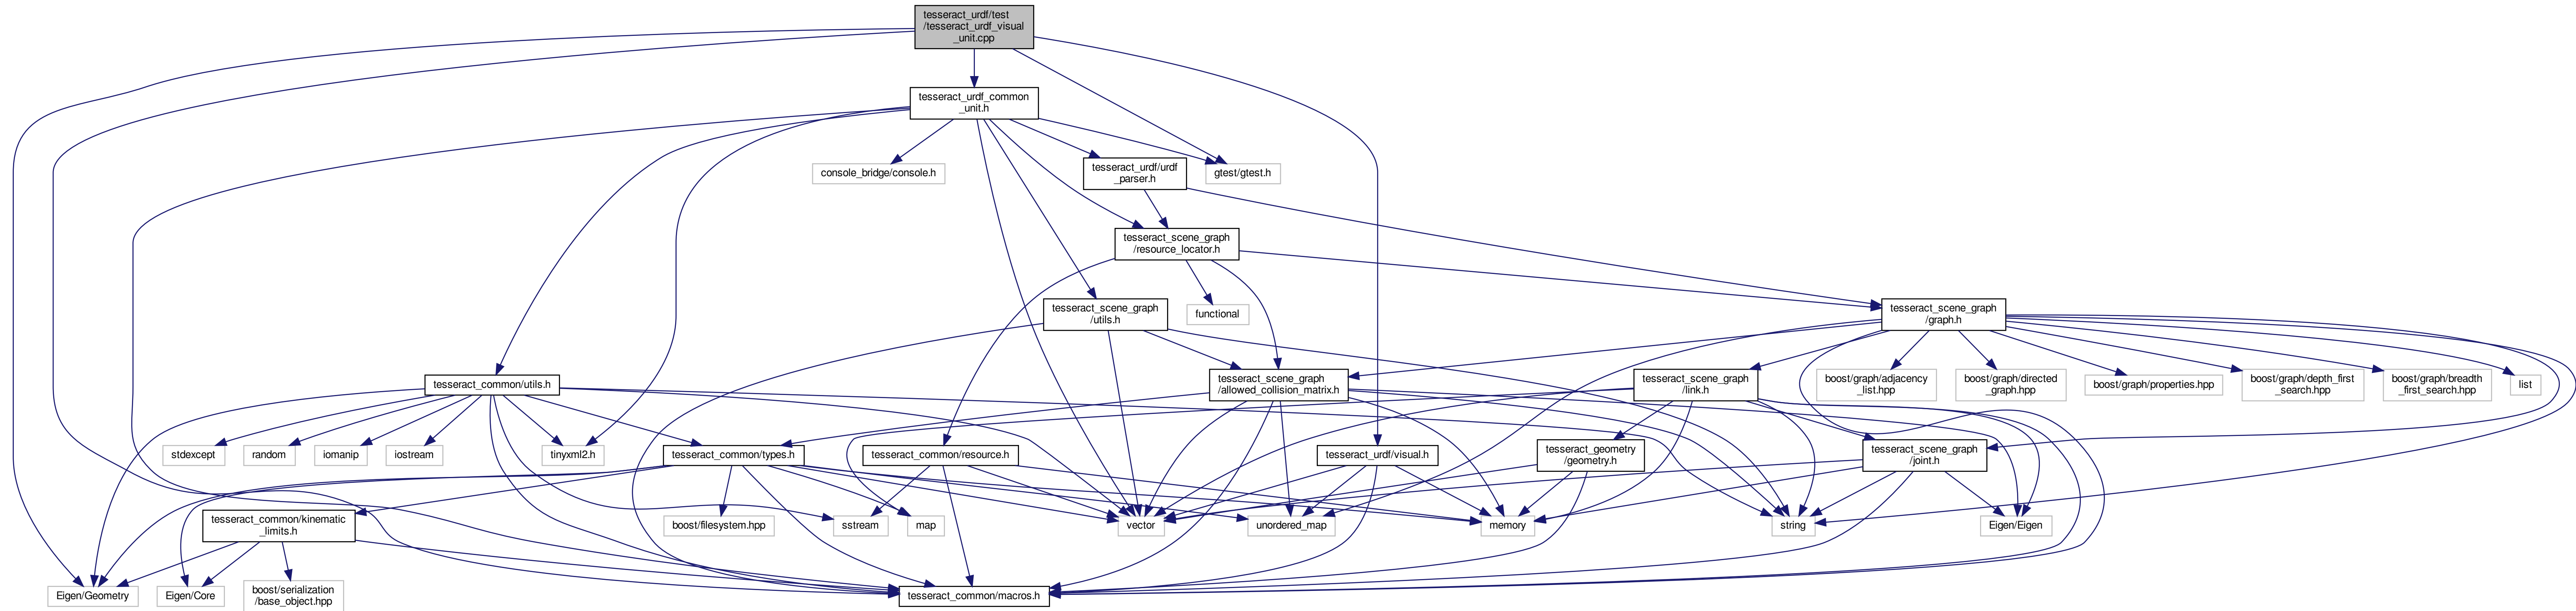 tesseract_urdf/test
/tesseract_urdf_visual
_unit.cpp
tesseract_urdf_common
_unit.h
console_bridge/console.h
tesseract_urdf/urdf
_parser.h
gtest/gtest.h
tesseract_scene_graph
/resource_locator.h
tesseract_scene_graph
/utils.h
functional
tesseract_scene_graph
/graph.h
tesseract_common/utils.h
tesseract_scene_graph
/allowed_collision_matrix.h
tesseract_scene_graph
/link.h
boost/graph/adjacency
_list.hpp
boost/graph/directed
_graph.hpp
boost/graph/properties.hpp
boost/graph/depth_first
_search.hpp
boost/graph/breadth
_first_search.hpp
list
stdexcept
random
iomanip
iostream
tinyxml2.h
tesseract_common/types.h
tesseract_common/resource.h
tesseract_urdf/visual.h
tesseract_geometry
/geometry.h
tesseract_scene_graph
/joint.h
tesseract_common/kinematic
_limits.h
boost/filesystem.hpp
sstream
map
vector
unordered_map
memory
string
Eigen/Eigen
Eigen/Geometry
Eigen/Core
boost/serialization
/base_object.hpp
tesseract_common/macros.h